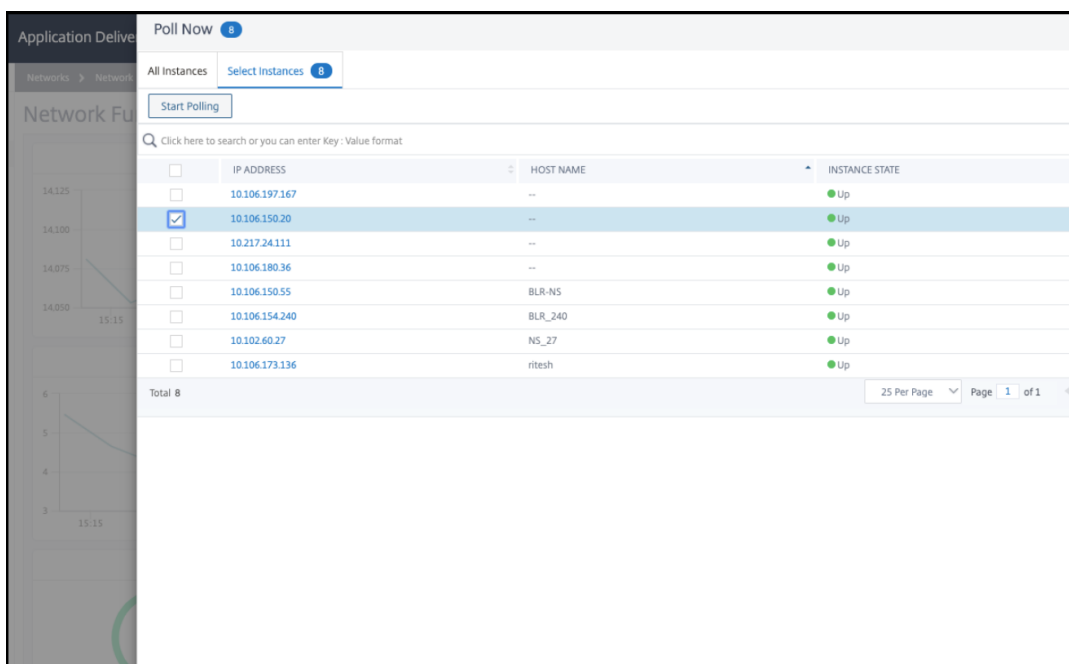 Application Delive
Poll Now 8
Networks > Network
All Instances Select Instances 8
Network Fu
Start Polling
Click here to search or you can enter Key : Value format
IP ADDRESS HOST NAME INSTANCE STATE
10.106.197.167 -- Up
10.106.150.20 -- Up
10.217.24.111 -- Up
10.106.180.36 -- Up
10.106.150.55 BLR-NS Up
10.106.154.240 BLR_240 Up
10.102.60.27 NS_27 Up
10.106.173.136 ritesh Up
Total 8 25 Per Page Page 1 of 1
14,125
14,100
14,075
14,050
15:15
6
5
4
3
15:15